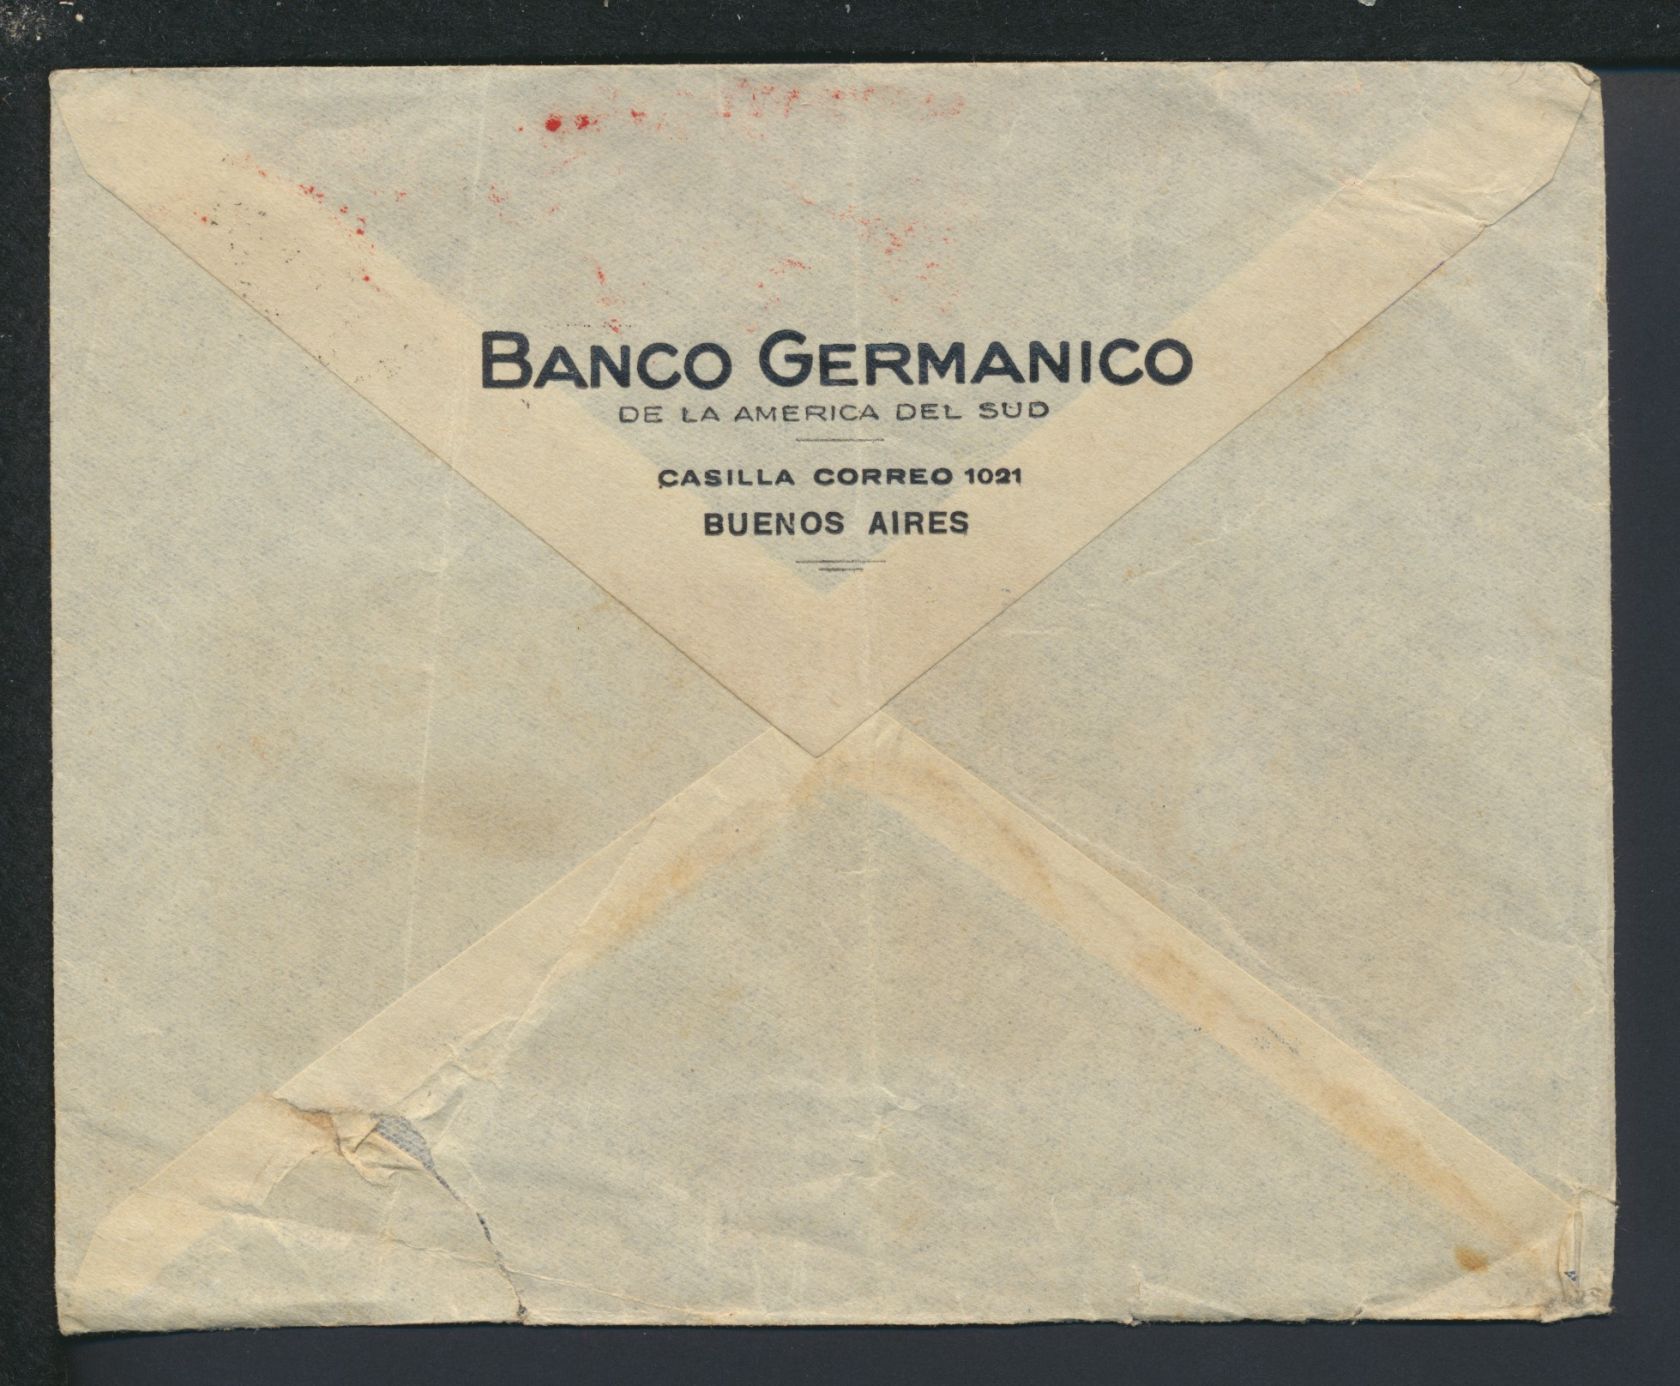 BANCO GERMANICO
DE LA AMERICA DEL SUD
CASILLA CORREO 1021
BUENOS AIRES